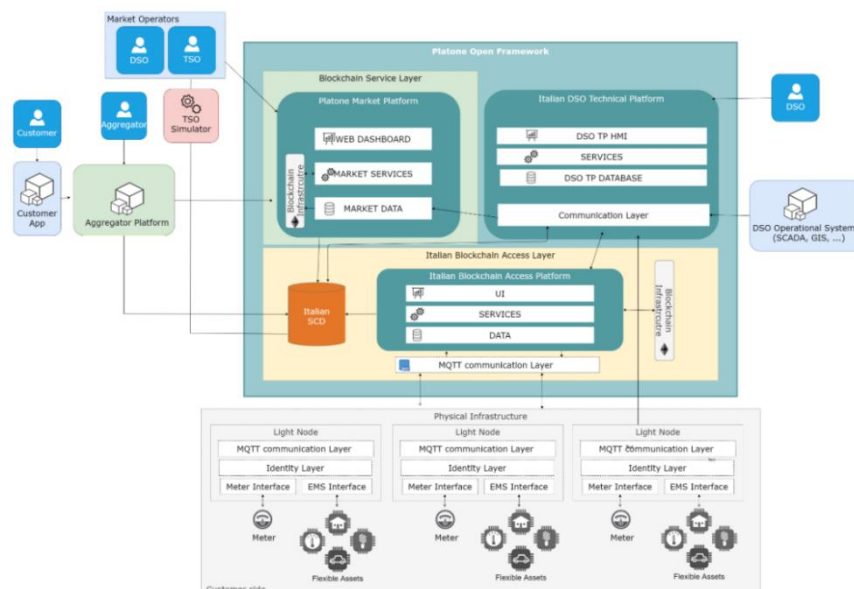 Market Operators
DSO
TSO
Customer
Aggregator
TSO
Simulator
Customer
App
Aggregator Platform
Platone Open Framework
Blockchain Service Layer
Platone Market Platform
WEB DASHBOARD
MARKET SERVICES
MARKET DATA
Blockchain
Infrastrcutre
Italian DSO Technical Platform
DSO TP HMI
SERVICES
DSO TP DATABASE
Communication Layer
DSO
DSO Operational System
(SCADA, GIS, ...)
Italian Blockchain Access Layer
Italian Blockchain Access Platform
UI
SERVICES
DATA
Italian
SCD
Blockchain
Infrastrcutre
MQTT communication Layer
Physical Infrastructure
Light Node
MQTT communication Layer
Identity Layer
Meter Interface
EMS Interface
Meter
Flexible Assets
Light Node
MQTT communication Layer
Identity Layer
Meter Interface
EMS Interface
Meter
Flexible Assets
Light Node
MQTT communication Layer
Identity Layer
Meter Interface
EMS Interface
Meter
Flexible Assets